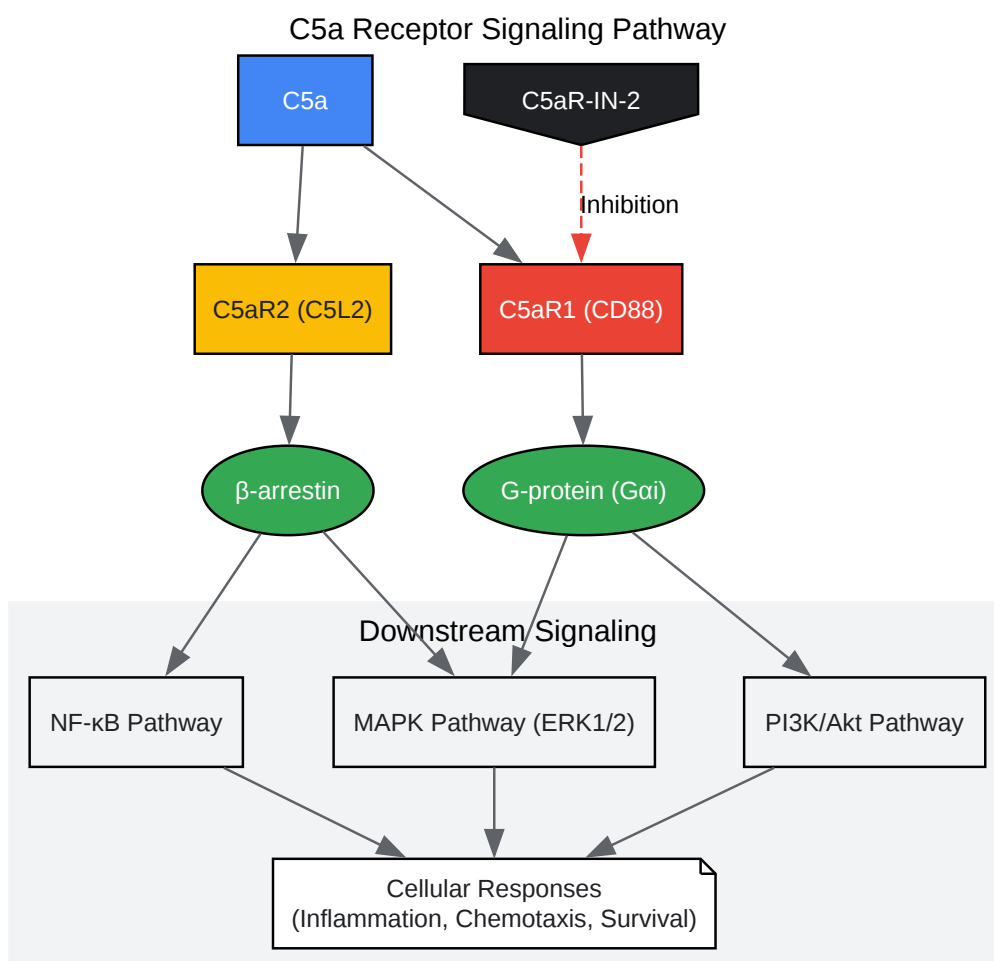 C5a Receptor Signaling Pathway
C5a
C5aR-IN-2
Inhibition
C5aR2 (C5L2)
C5aR1 (CD88)
β-arrestin
G-protein (Gαi)
Downstream Signaling
NF-κB Pathway
MAPK Pathway (ERK1/2)
PI3K/Akt Pathway
Cellular Responses
(Inflammation, Chemotaxis, Survival)